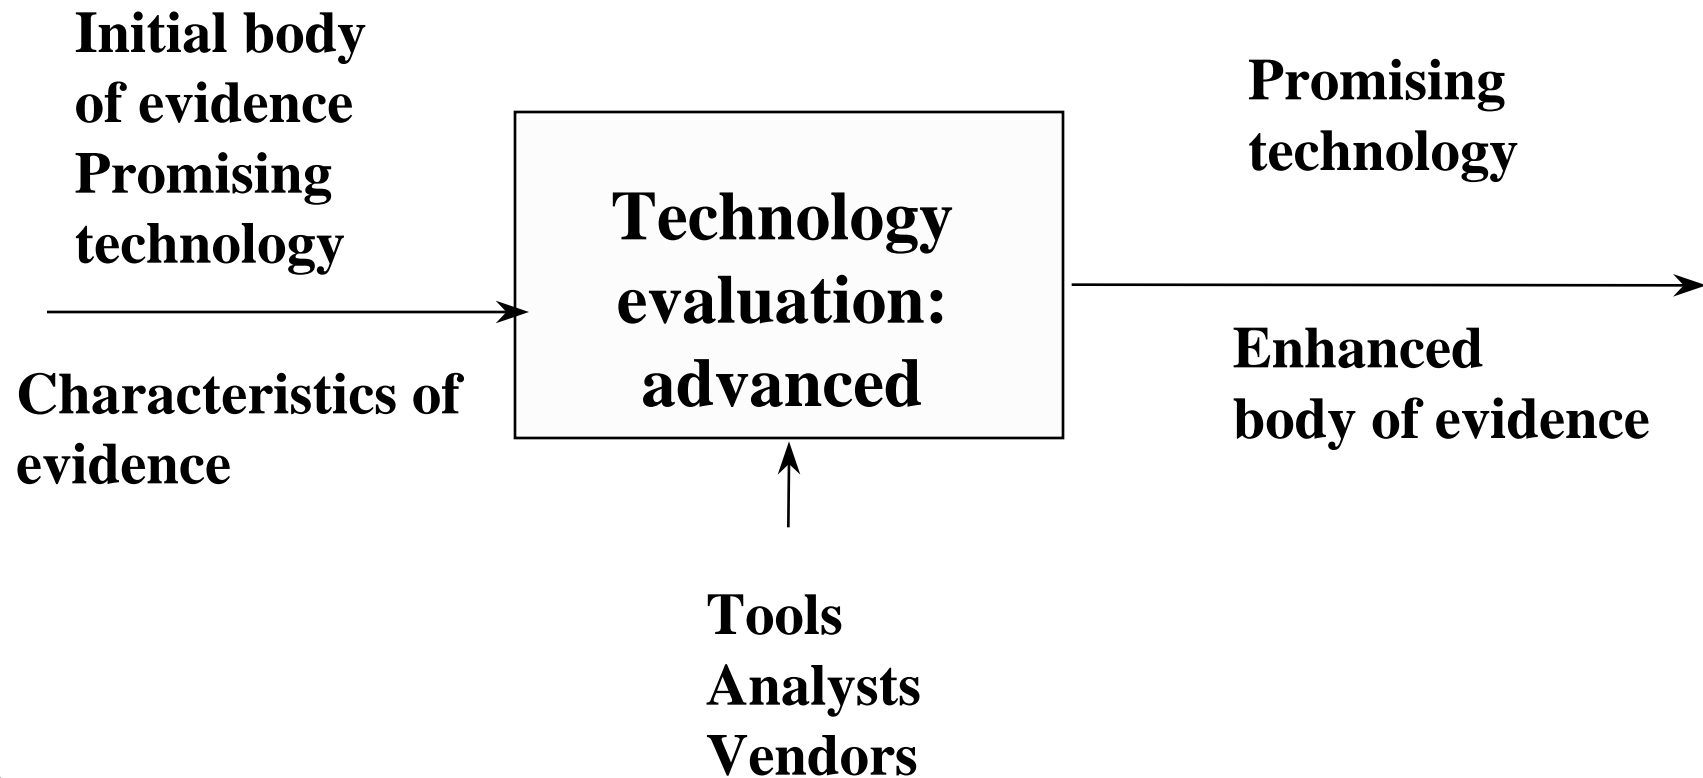 Initial body
of evidence
Promising
technology
Characteristics of
evidence
Technology
evaluation:
advanced
Promising
technology
Enhanced
body of evidence
Tools
Analysts
Vendors